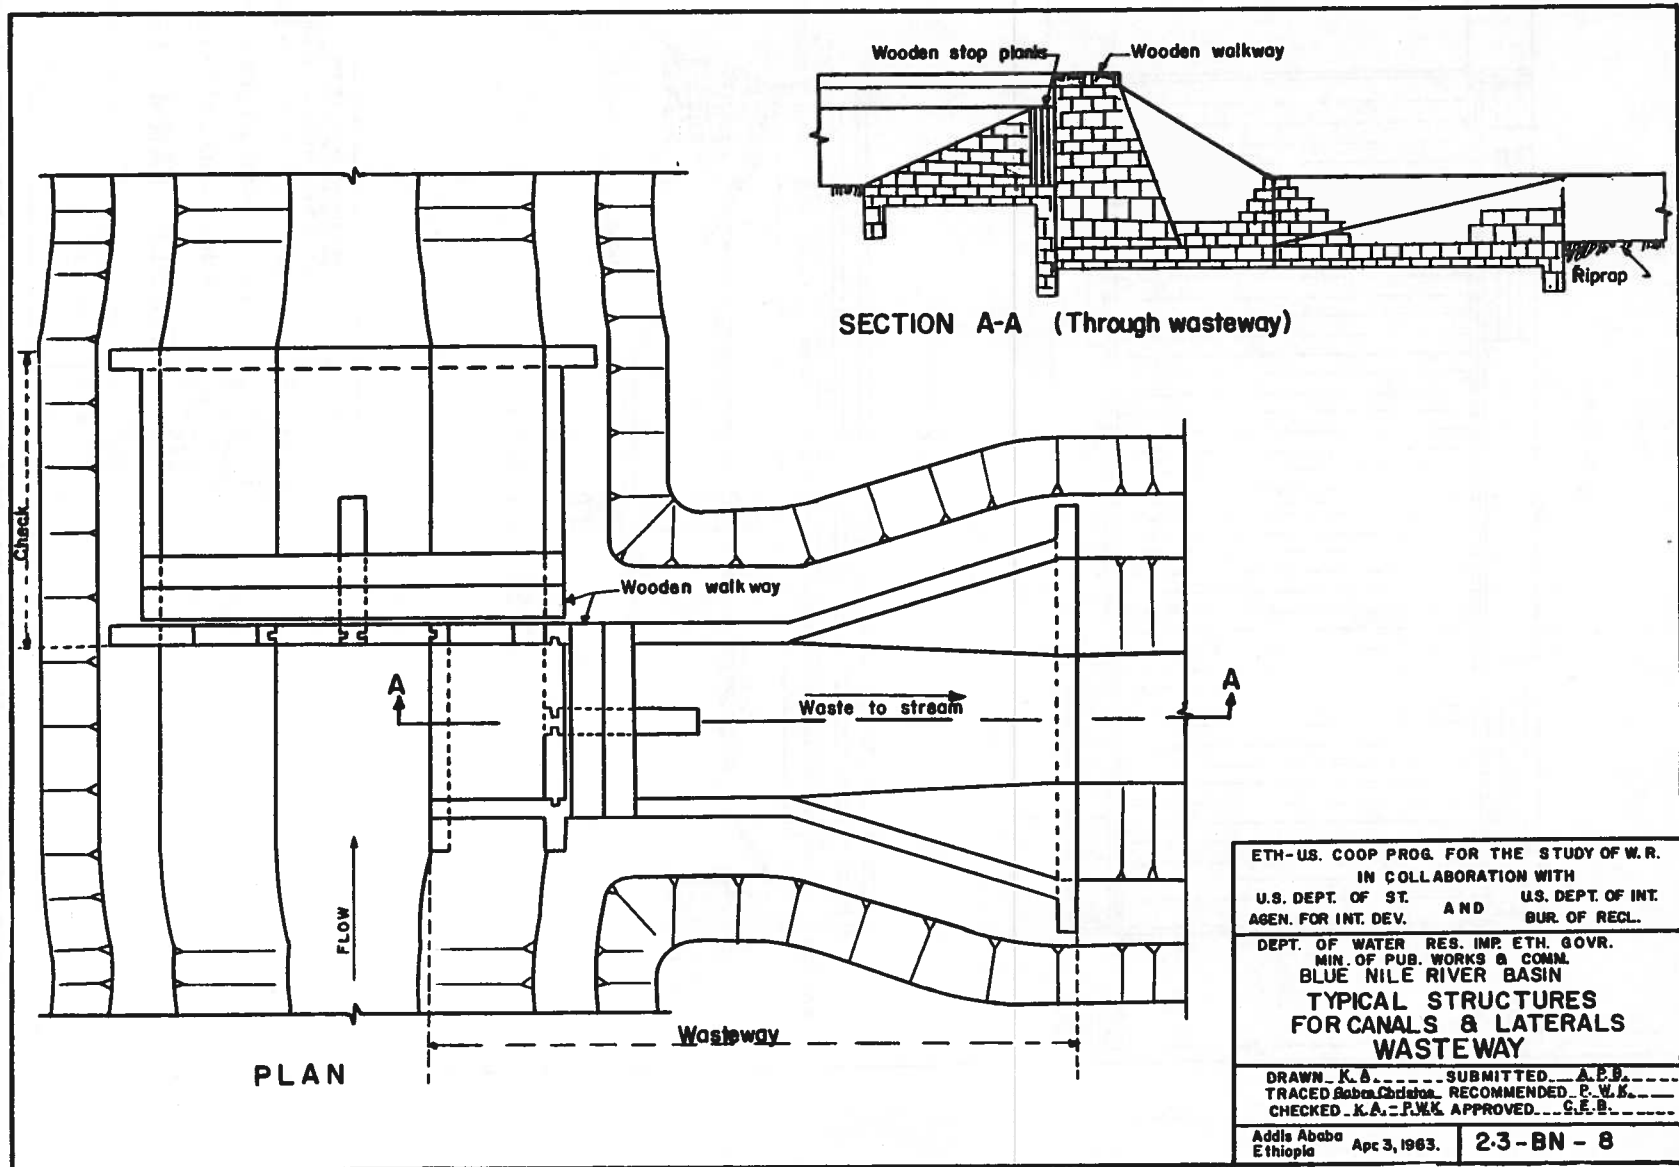 Wooden stop planks
Wooden walkway
Riprap
SECTION A-A (Through wasteway)
Check
Wooden walkway
A
A
Waste to stream
FLOW
Wasteway
PLAN
ETH-U.S. COOP PROG. FOR THE STUDY OF W.R.
IN COLLABORATION WITH
U.S. DEPT. OF ST. AND U.S. DEPT. OF INT.
AGEN. FOR INT. DEV. BUR. OF RECL.
DEPT. OF WATER RES. IMP. ETH. GOVR.
MIN. OF PUB. WORKS & COMM.
BLUE NILE RIVER BASIN
TYPICAL STRUCTURES
FOR CANALS & LATERALS
WASTEWAY
DRAWN K.A. SUBMITTED A.P.B.
TRACED RECOMMENDED P.W.K.
CHECKED K.A.-P.W.K. APPROVED C.E.B.
Addis Ababa
Ethiopia Apr. 3, 1963. 2.3-BN-8